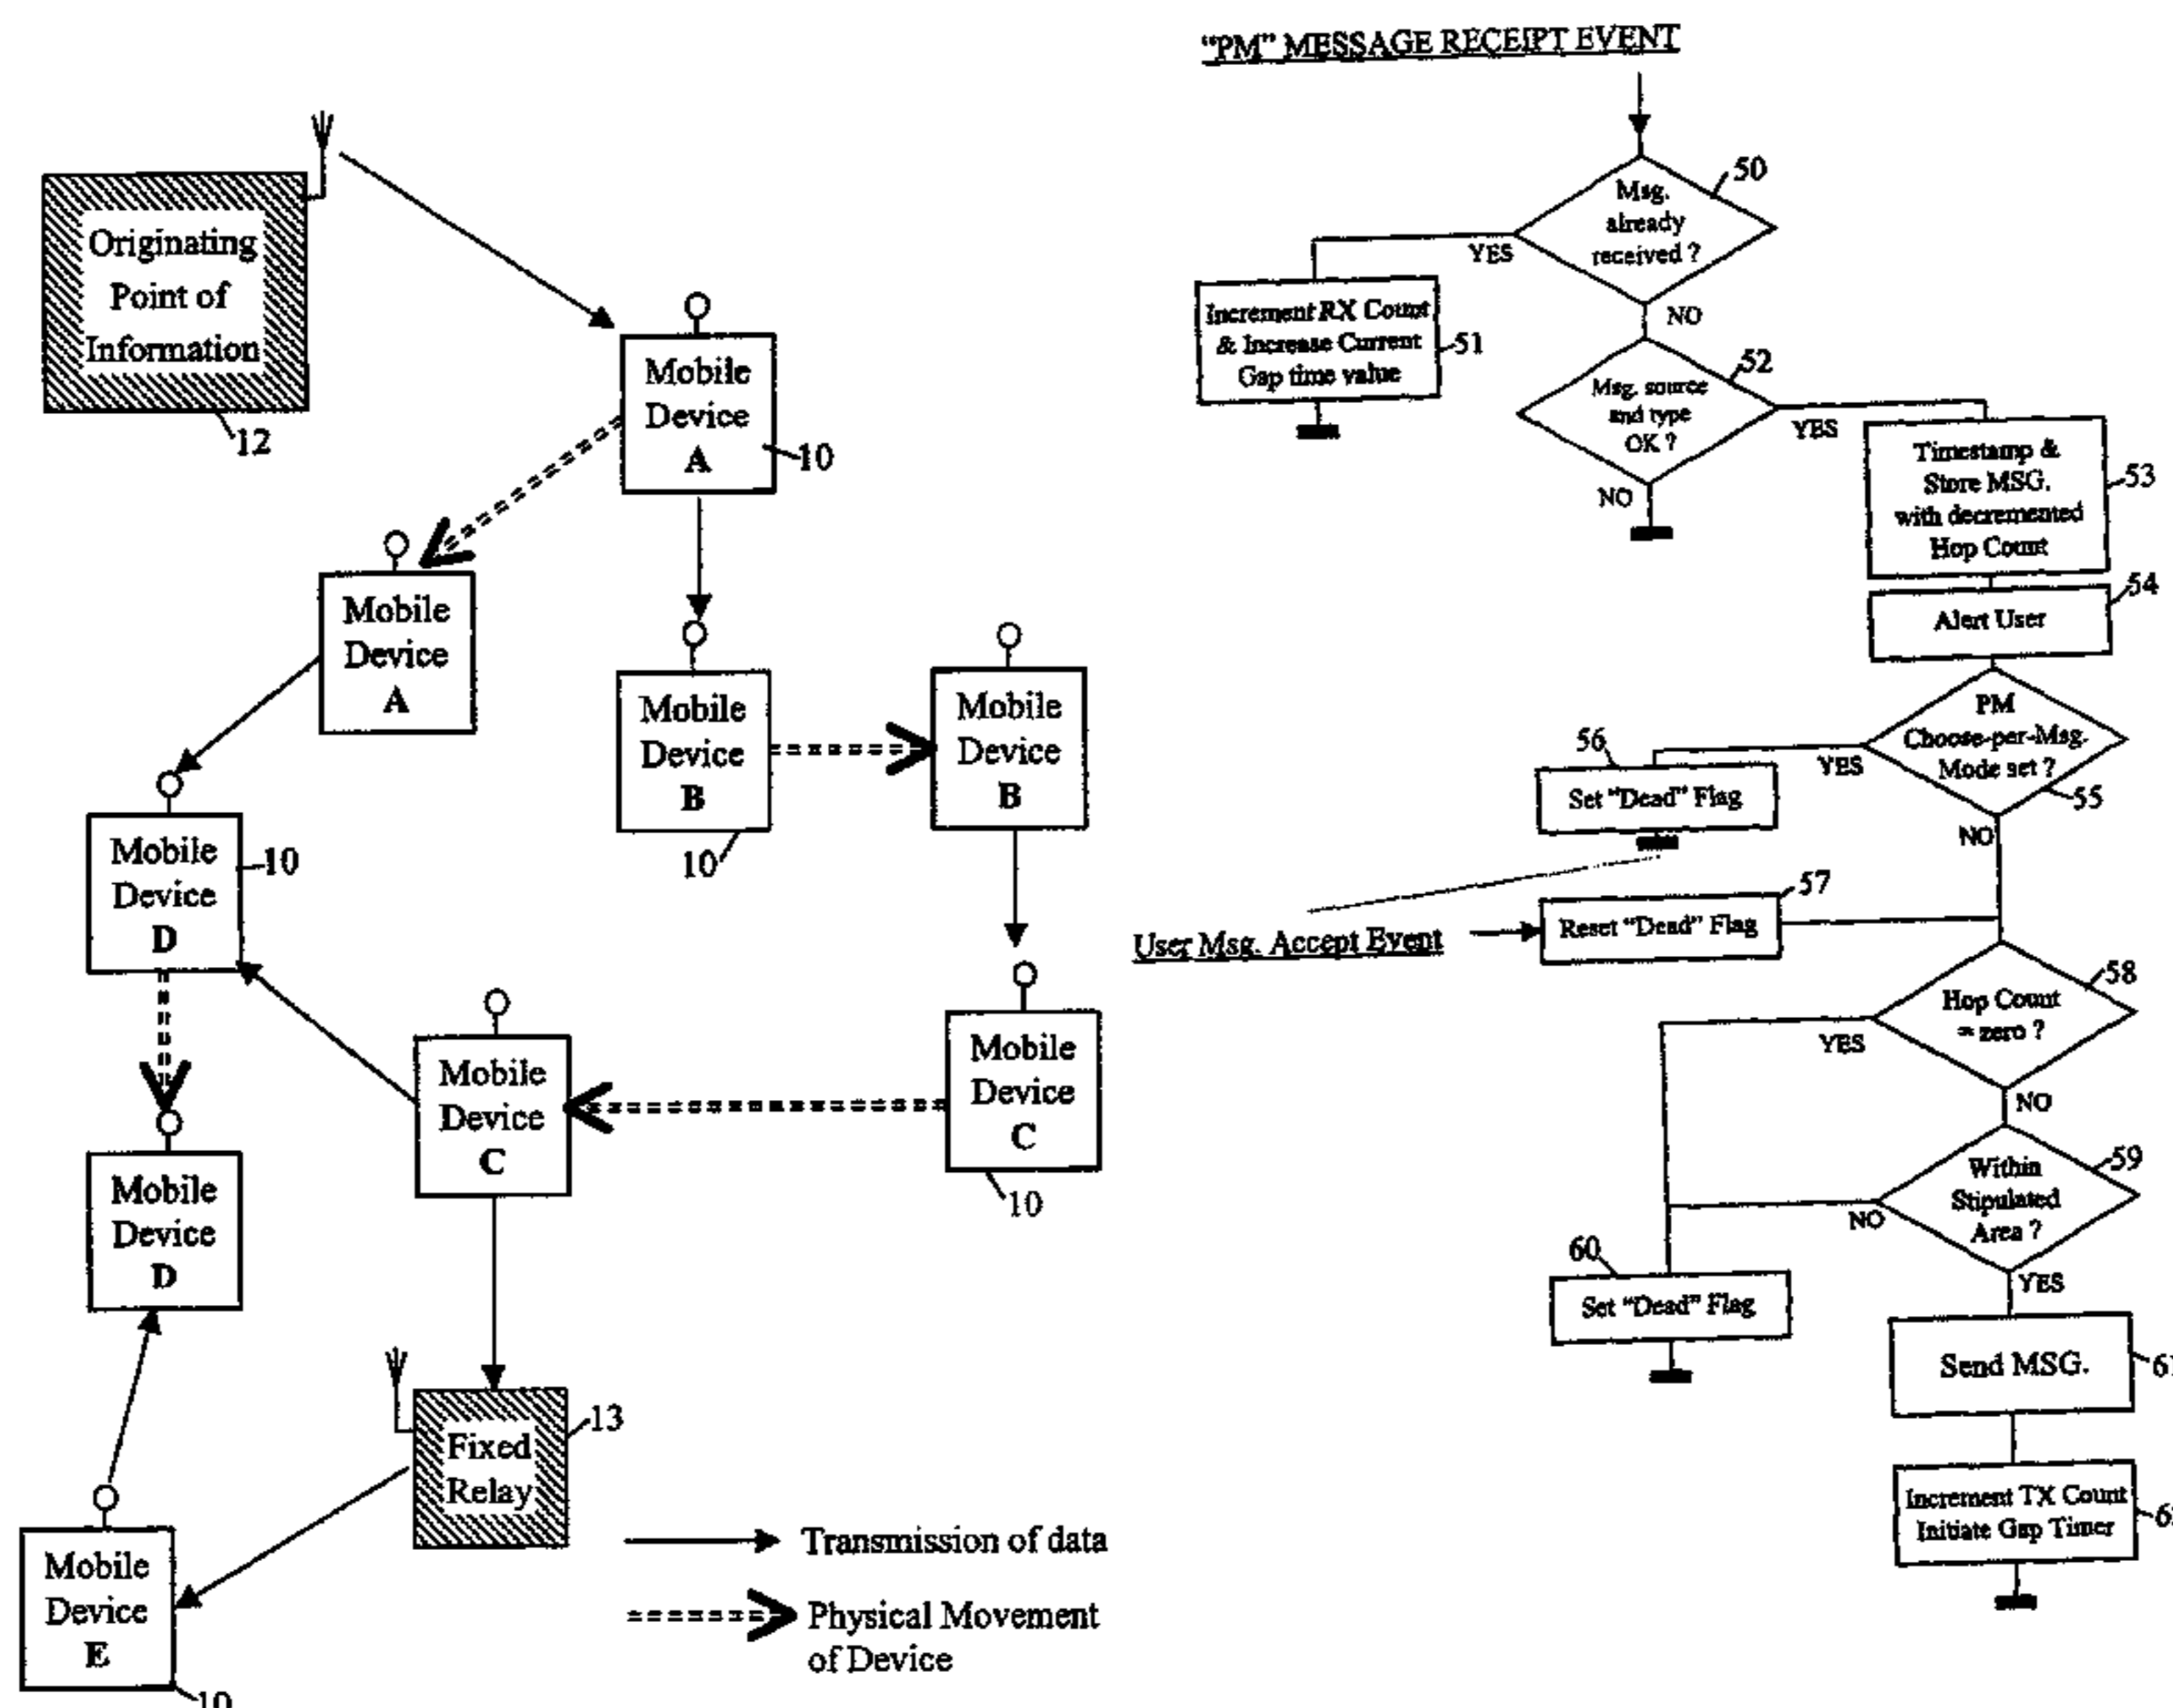 Originating
Point of
Information
12
Mobile
Device
A
10
Mobile
Device
A
Mobile
Device
B
10
Mobile
Device
B
Mobile
Device
D
10
Mobile
Device
C
10
Mobile
Device
C
Mobile
Device
D
Fixed
Relay
13
Mobile
Device
E
10
Transmission of data
Physical Movement
of Device
"PM" MESSAGE RECEIPT EVENT
Msg.
already
received ?
50
YES
NO
Increment RX Count
& Increase Current
Gap time value
51
Msg. source
and type
OK ?
52
YES
NO
Timestamp &
Store MSG.
with decremented
Hop Count
53
Alert User
54
PM
Choose-per-Msg.
Mode set ?
55
YES
NO
56
Set "Dead" Flag
User Msg. Accept Event
Reset "Dead" Flag
57
Hop Count
= zero ?
58
YES
NO
Within
Stipulated
Area ?
59
NO
YES
60
Set "Dead" Flag
Send MSG.
61
Increment TX Count
Initiate Gap Timer